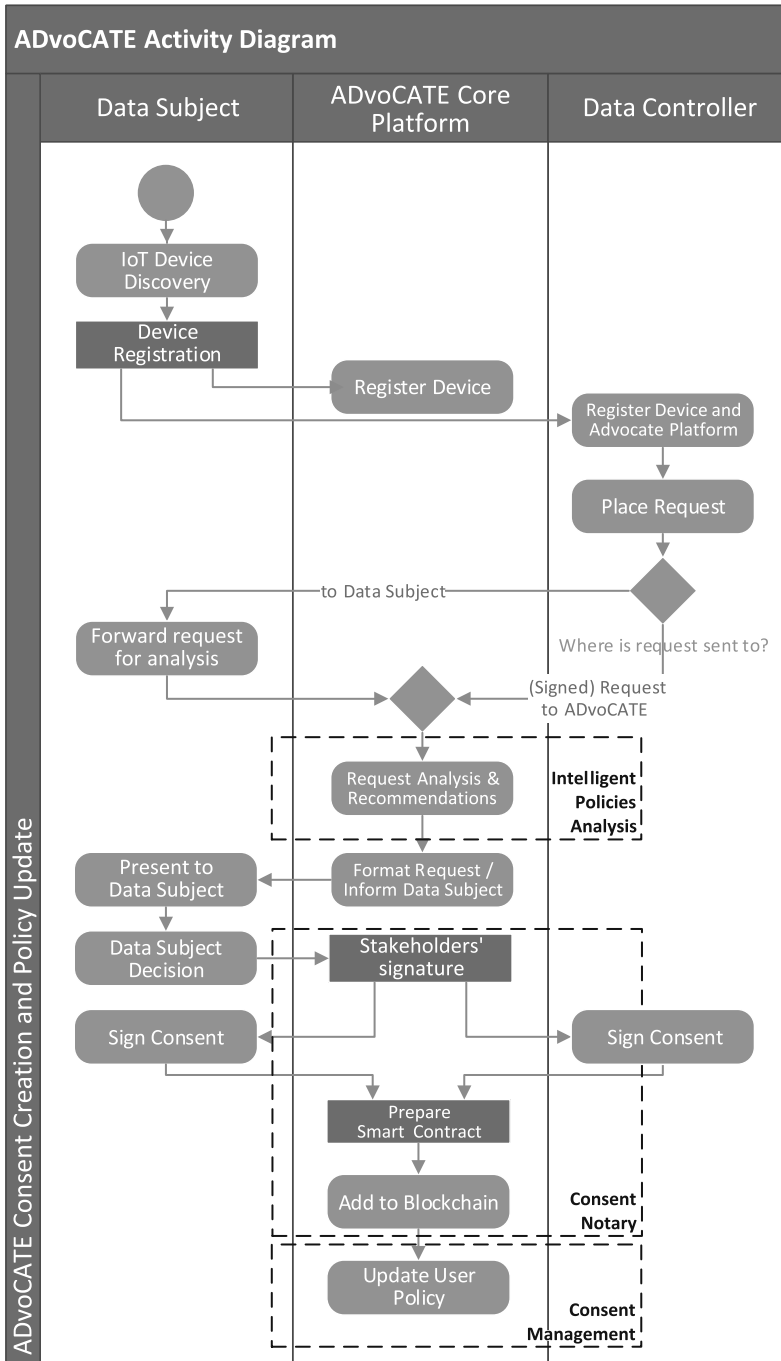 ADvoCATE Activity Diagram
ADvoCATE Consent Creation and Policy Update
Data Subject
ADvoCATE Core
Platform
Data Controller
IoT Device
Discovery
Device
Registration
Register Device
Register Device and
Advocate Platform
Place Request
to Data Subject
Where is request sent to?
Forward request
for analysis
(Signed) Request
to ADvoCATE
Request Analysis &
Recommendations
Intelligent
Policies
Analysis
Present to
Data Subject
Format Request /
Inform Data Subject
Data Subject
Decision
Stakeholders'
signature
Sign Consent
Sign Consent
Prepare
Smart Contract
Add to Blockchain
Consent
Notary
Update User
Policy
Consent
Management